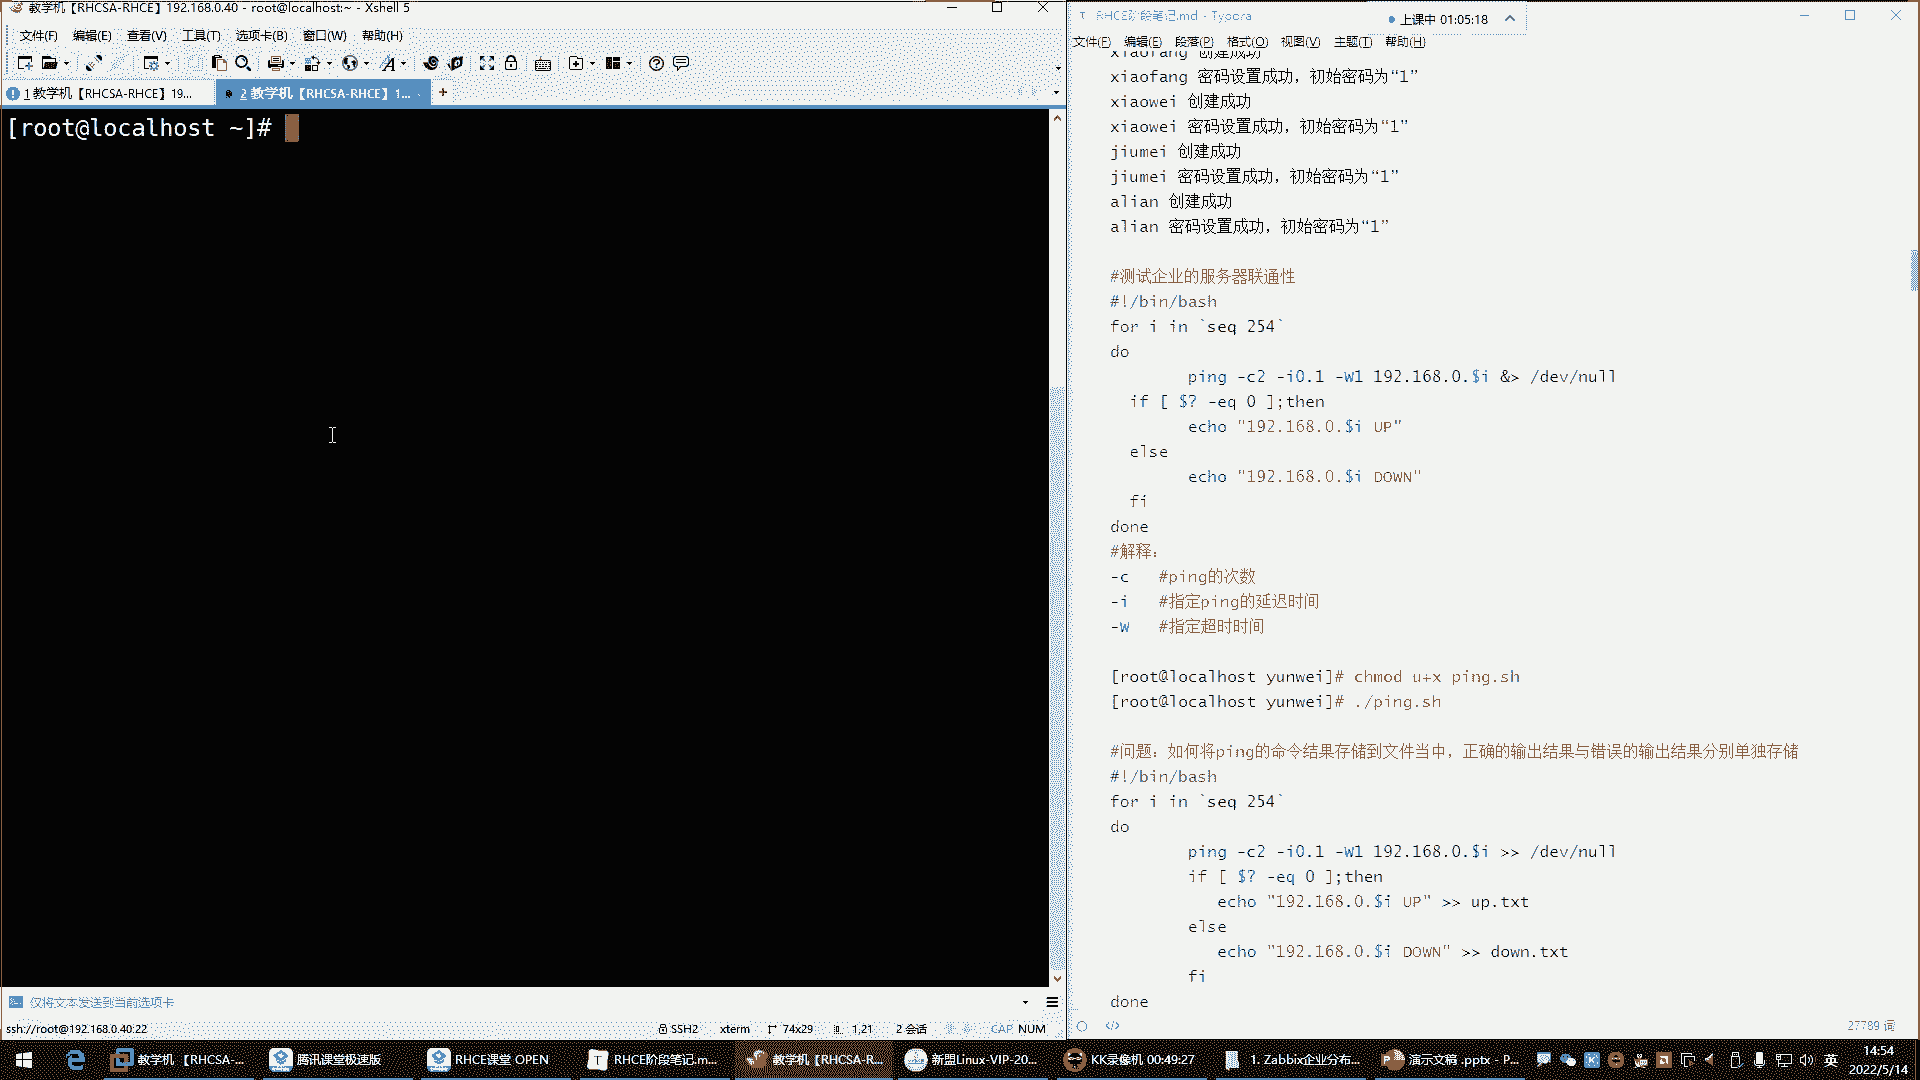 教学机【RHCSA-RHCE】192.168.0.40 - root@localhost:~ - Xshell 5
文件(F) 编辑(E) 查看(V) 工具(T) 选项卡(B) 窗口(W) 帮助(H)
1 教学机【RHCSA-RHCE】19...
2 教学机【RHCSA-RHCE】1...
[root@localhost ~]#
仅将文本发送到当前选项卡
ssh://root@192.168.0.40:22
SSH2 xterm 74x29 1,21 2 会话 CAP NUM
RHCE阶段笔记.md - Typora
上课中 01:05:18
文件(F) 编辑(E) 段落(P) 格式(O) 视图(V) 主题(T) 帮助(H)
xiaofang 创建成功
xiaofang 密码设置成功，初始密码为“1”
xiaowei 创建成功
xiaowei 密码设置成功，初始密码为“1”
jiumei 创建成功
jiumei 密码设置成功，初始密码为“1”
alian 创建成功
alian 密码设置成功，初始密码为“1”
#测试企业的服务器联通性
#!/bin/bash
for i in `seq 254`
do
ping -c2 -i0.1 -W1 192.168.0.$i &> /dev/null
if [ $? -eq 0 ];then
echo "192.168.0.$i UP"
else
echo "192.168.0.$i DOWN"
fi
done
#解释：
-c #ping的次数
-i #指定ping的延迟时间
-W #指定超时时间
[root@localhost yunwei]# chmod u+x ping.sh
[root@localhost yunwei]# ./ping.sh
#问题：如何将ping的命令结果存储到文件当中，正确的输出结果与错误的输出结果分别单独存储
#!/bin/bash
for i in `seq 254`
do
ping -c2 -i0.1 -W1 192.168.0.$i >> /dev/null
if [ $? -eq 0 ];then
echo "192.168.0.$i UP" >> up.txt
else
echo "192.168.0.$i DOWN" >> down.txt
fi
done
27789 词
教学机 【RHCSA-...
腾讯课堂极速版
RHCE课堂 OPEN
RHCE阶段笔记.m...
教学机【RHCSA-R...
新盟Linux-VIP-20...
KK录像机 00:49:27
1. Zabbix企业分布...
演示文稿 .pptx - P...
英
14:54
2022/5/14